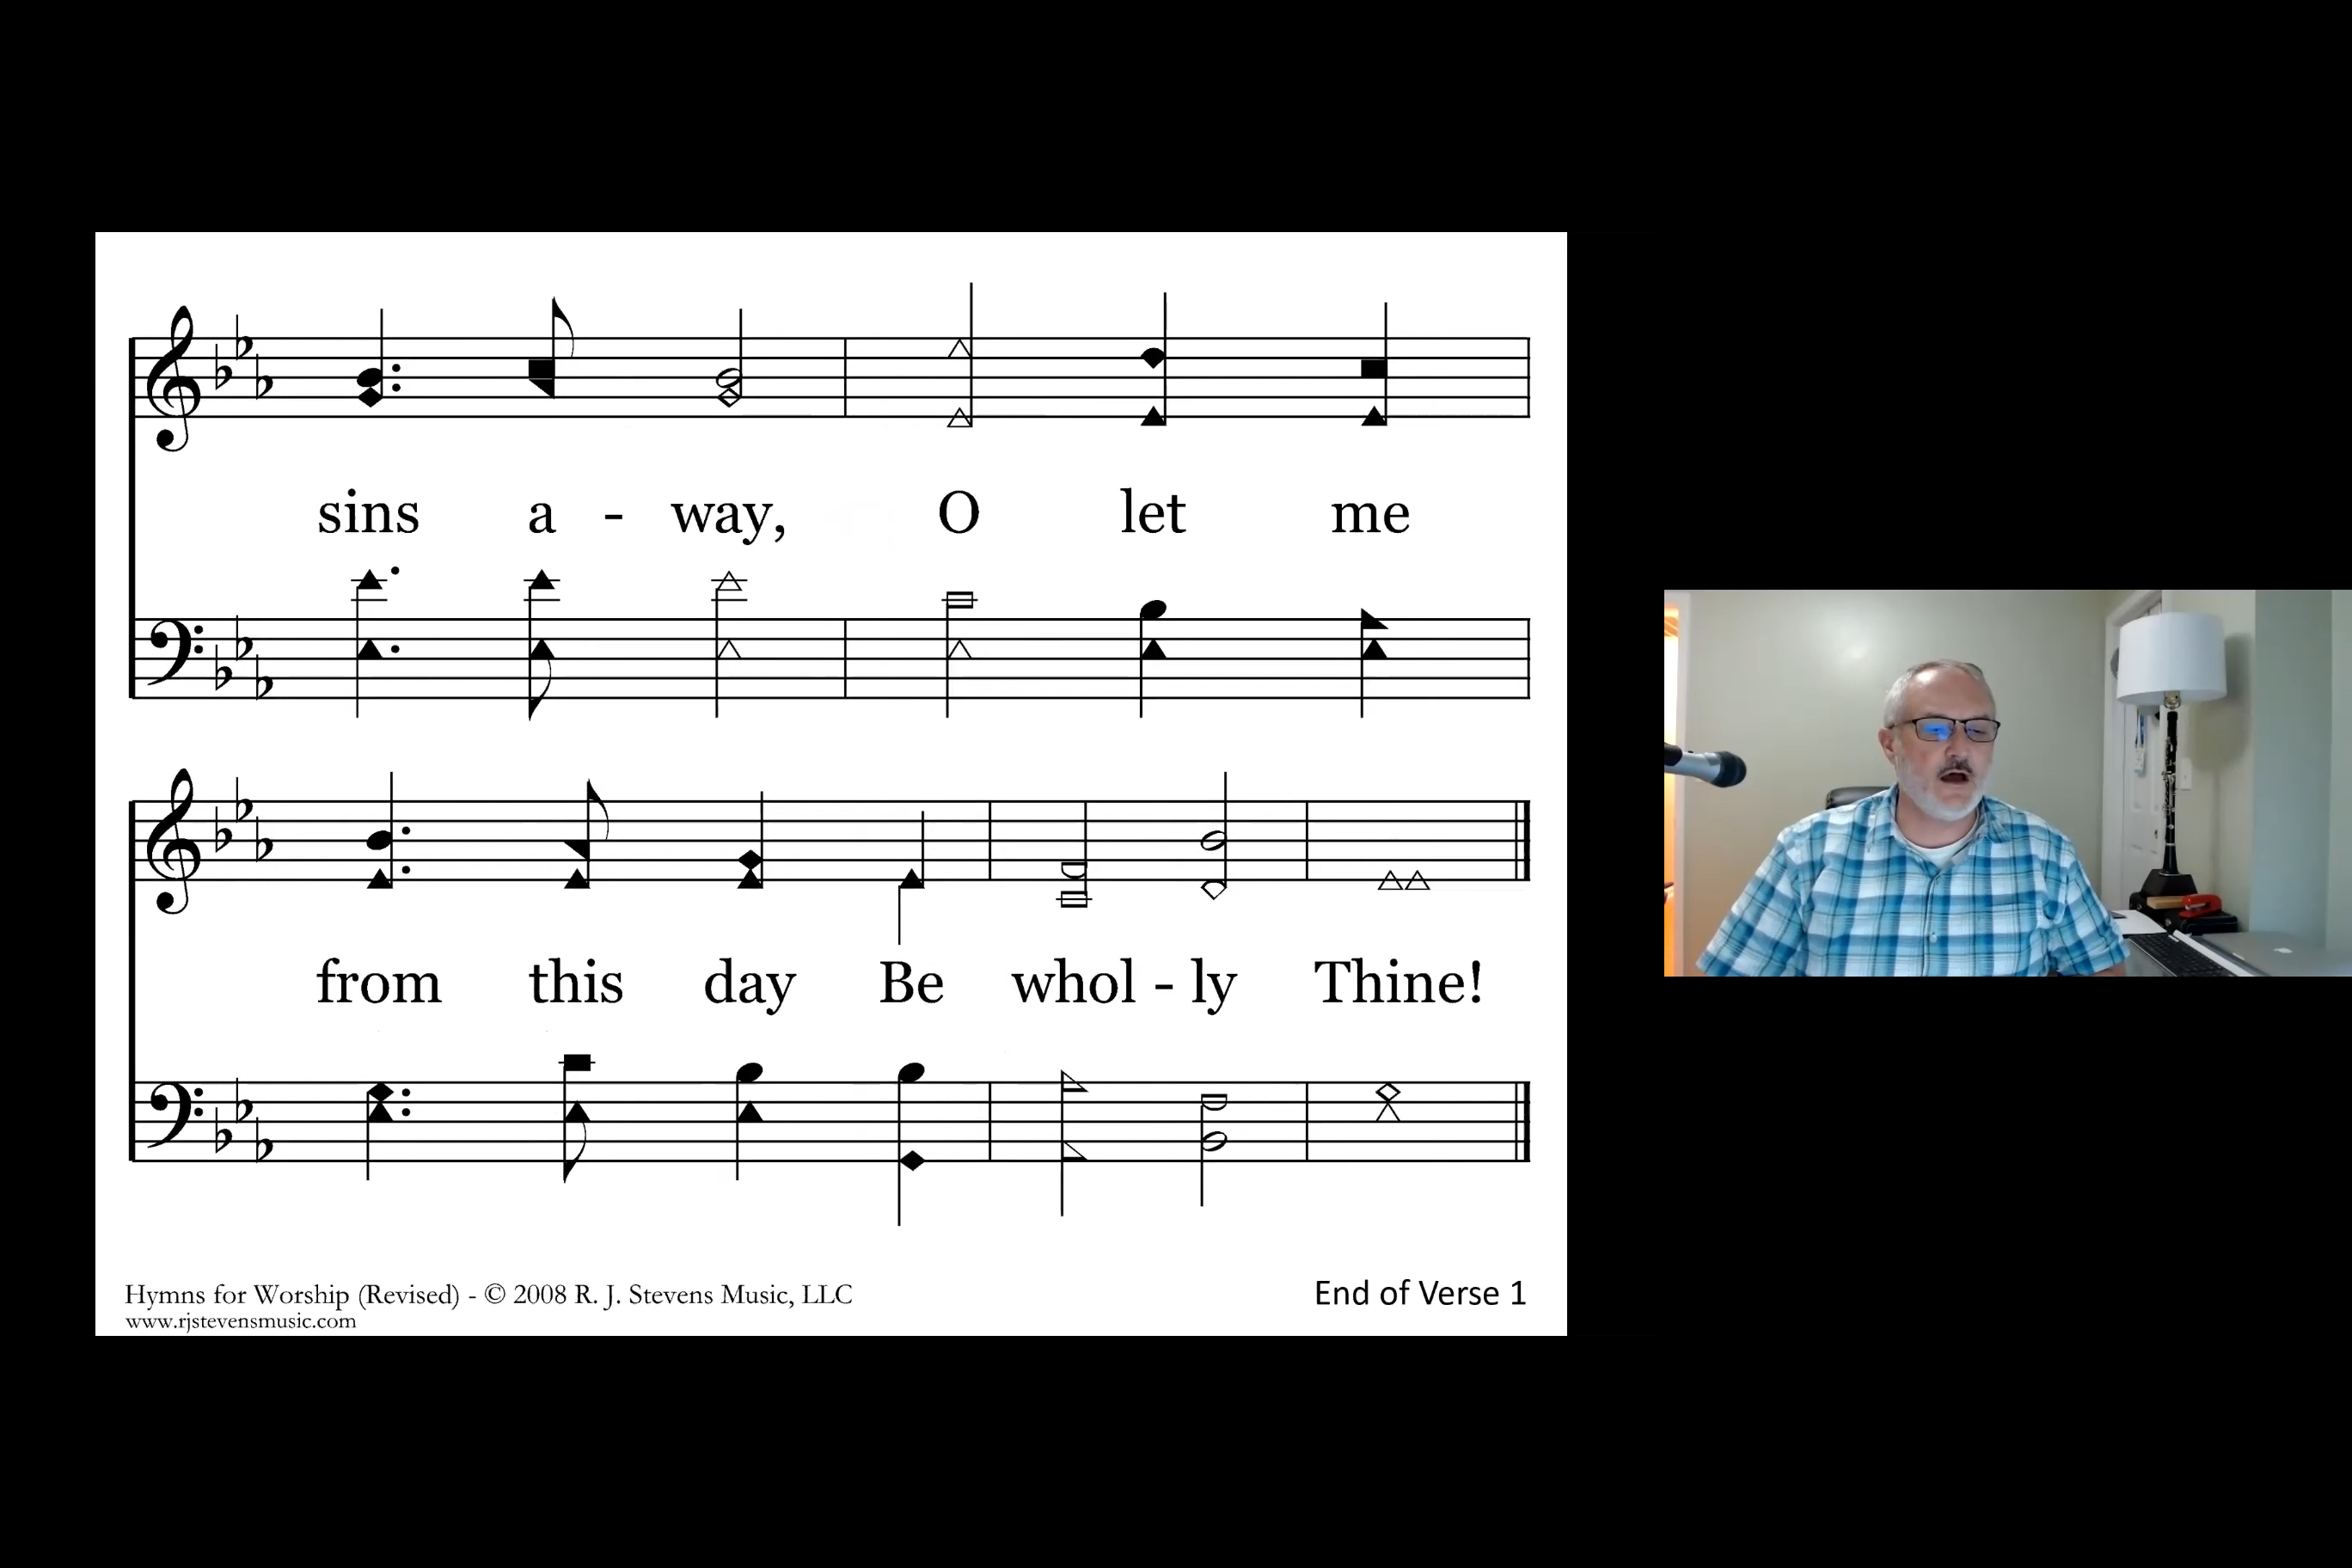 sins a - way, O let me
from this day Be whol - ly Thine!
Hymns for Worship (Revised) - © 2008 R. J. Stevens Music, LLC
www.rjstevensmusic.com
End of Verse 1